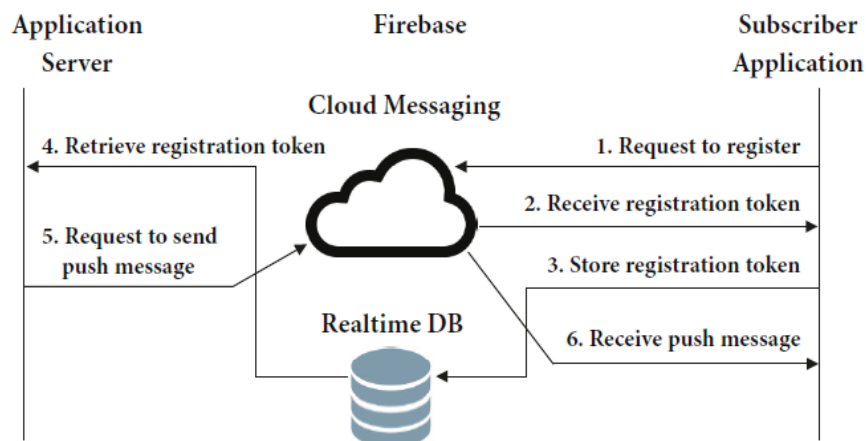 Application
Server
Firebase
Subscriber
Application
Cloud Messaging
4. Retrieve registration token
1. Request to register
2. Receive registration token
5. Request to send
push message
3. Store registration token
Realtime DB
6. Receive push message